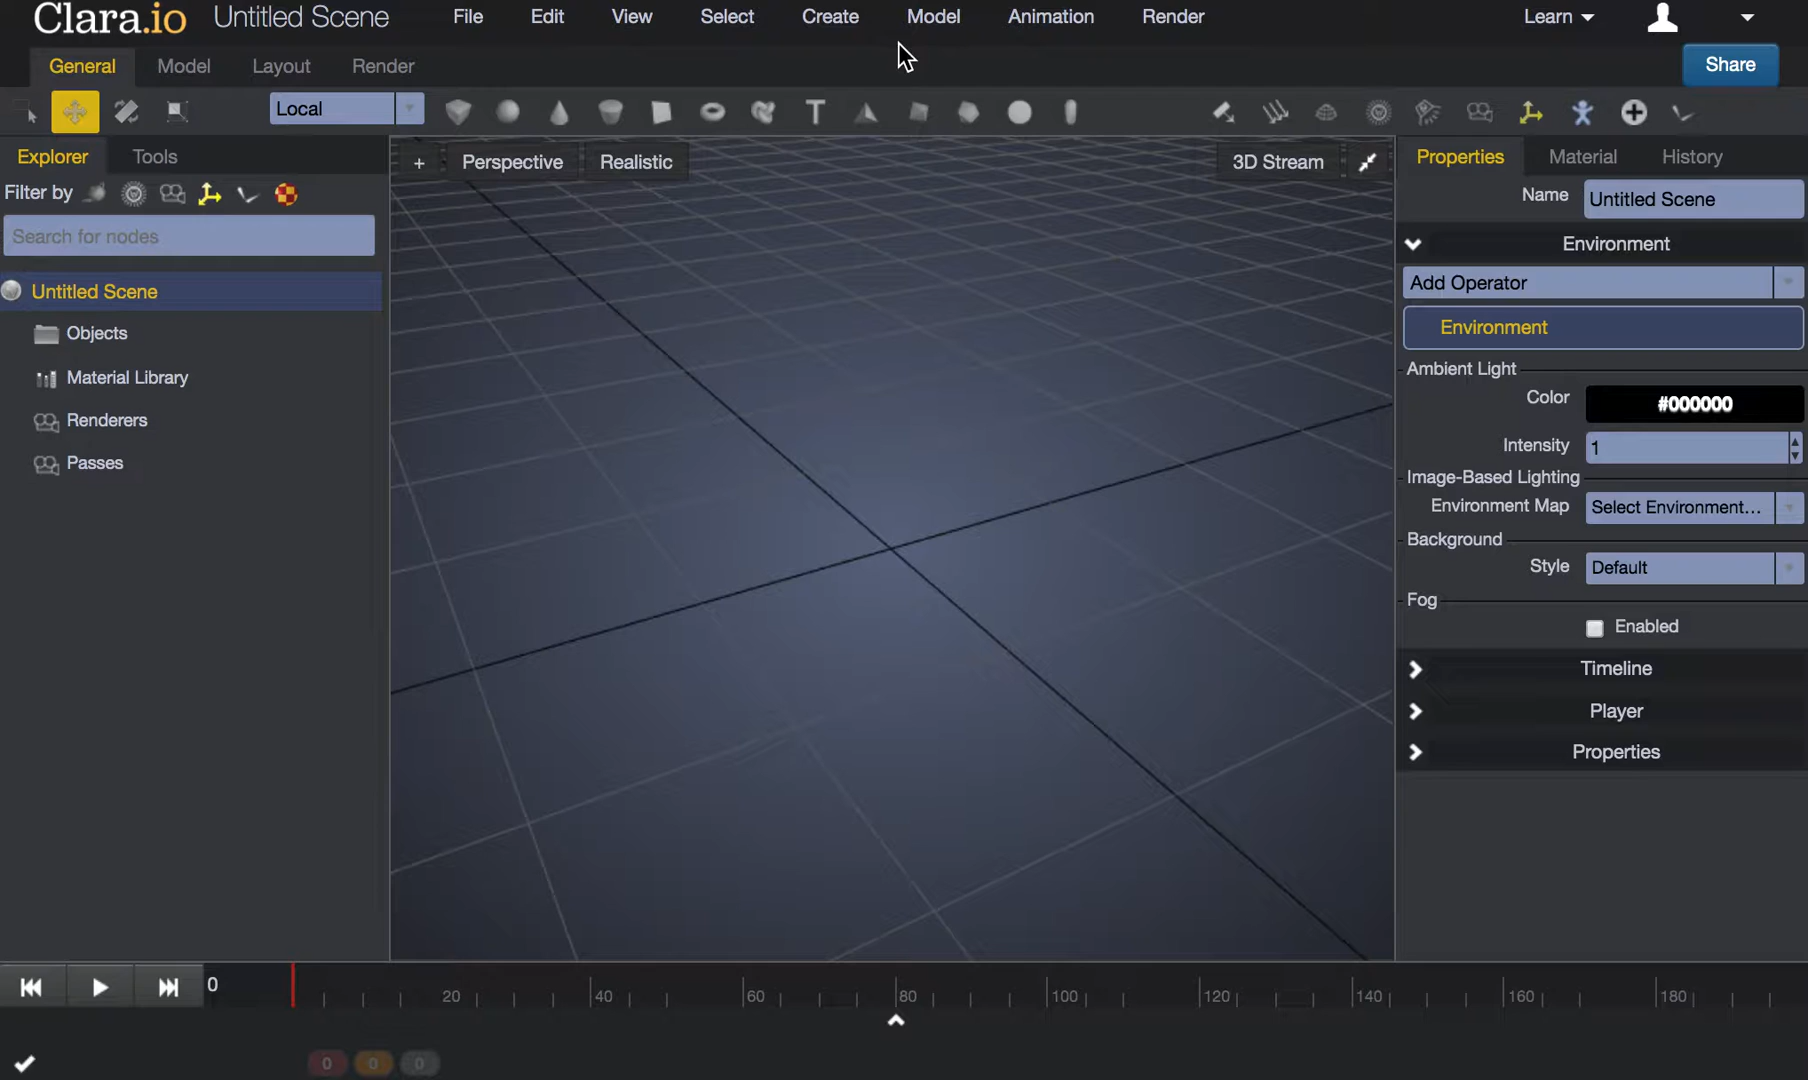 Clara.io Untitled Scene File Edit View Select Create Model Animation Render Learn
General Model Layout Render Share
Local
Explorer Tools
Filter by
Search for nodes
Untitled Scene
Objects
Material Library
Renderers
Passes
+ Perspective Realistic 3D Stream
Properties Material History
Name Untitled Scene
Environment
Add Operator
Environment
Ambient Light
Color #000000
Intensity 1
Image-Based Lighting
Environment Map Select Environment...
Background
Style Default
Fog
Enabled
Timeline
Player
Properties
0 20 40 60 80 100 120 140 160 180
0 0 0